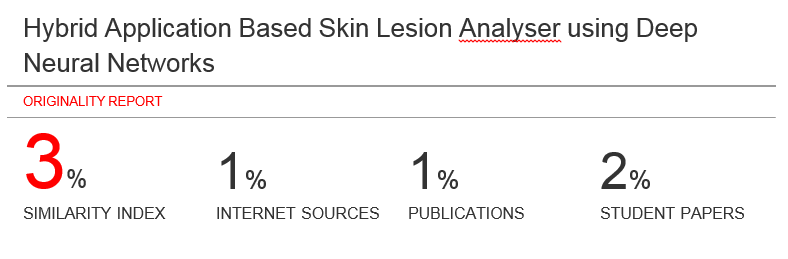 Hybrid Application Based Skin Lesion Analyser using Deep
Neural Networks
ORIGINALITY REPORT
3% 1% 1% 2%
SIMILARITY INDEX INTERNET SOURCES PUBLICATIONS STUDENT PAPERS